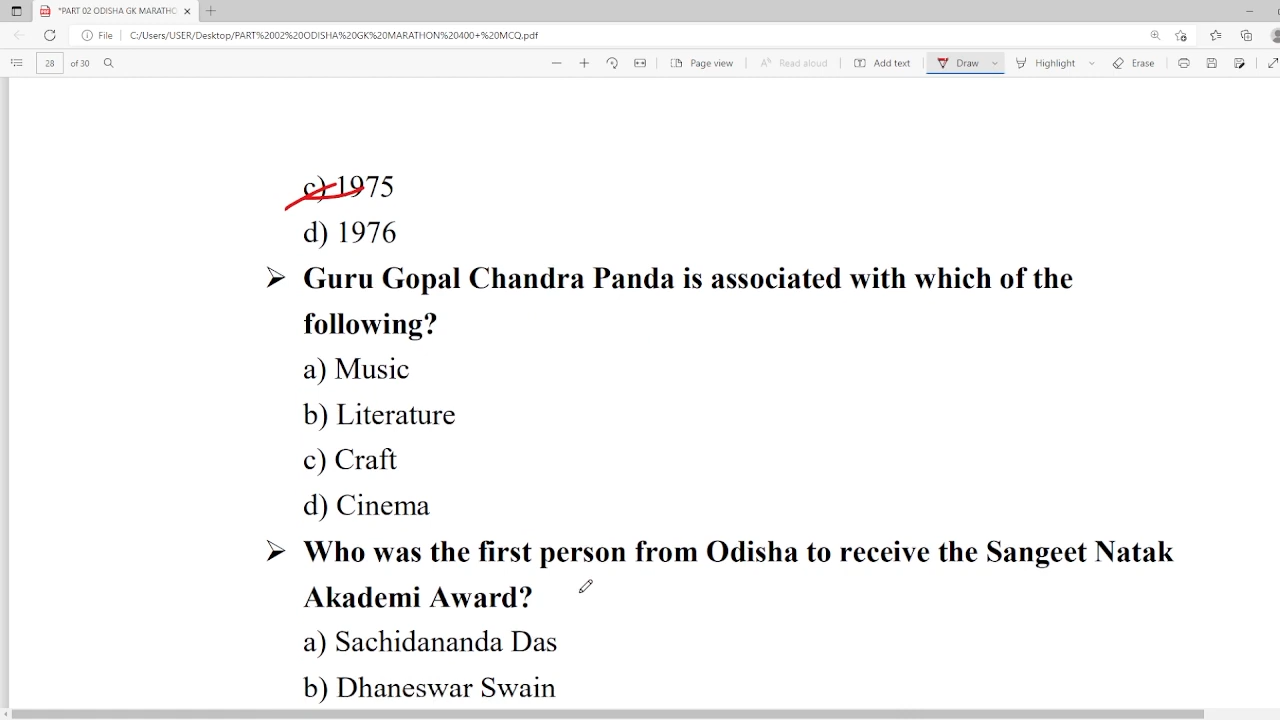 *PART 02 ODISHA GK MARATHO
File
C:/Users/USER/Desktop/PART%2002%20ODISHA%20GK%20MARATHON%20400+%20MCQ.pdf
28 of 30
Page view
Read aloud
Add text
Draw
Highlight
Erase
c) 1975
d) 1976
Guru Gopal Chandra Panda is associated with which of the
following?
a) Music
b) Literature
c) Craft
d) Cinema
Who was the first person from Odisha to receive the Sangeet Natak
Akademi Award?
a) Sachidananda Das
b) Dhaneswar Swain